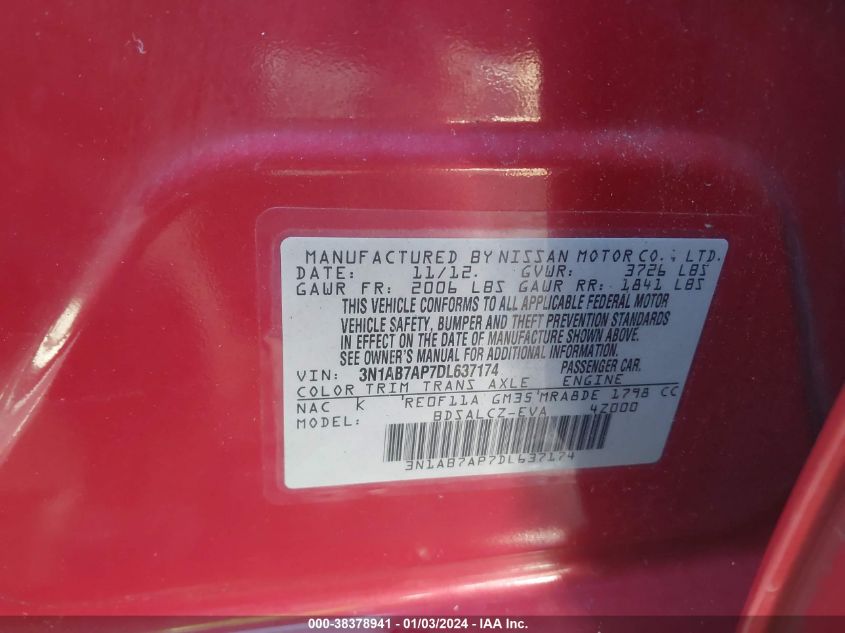 MANUFACTURED BY NISSAN MOTOR CO., LTD.
DATE: 11/12. GVWR: 3726 LBS
GAWR FR: 2006 LBS GAWR RR: 1841 LBS
THIS VEHICLE CONFORMS TO ALL APPLICABLE FEDERAL MOTOR
VEHICLE SAFETY, BUMPER AND THEFT PREVENTION STANDARDS
IN EFFECT ON THE DATE OF MANUFACTURE SHOWN ABOVE.
SEE OWNER'S MANUAL FOR ADDITIONAL INFORMATION.
VIN: 3N1AB7AP7DL637174 PASSENGER CAR
COLOR TRIM TRANS AXLE ENGINE
NAC K RE0F11A GM35 MRA8DE 1798 CC
MODEL: BDSALCZ-EVA 4Z000
3N1AB7AP7DL637174
000-38378941 - 01/03/2024 - IAA Inc.